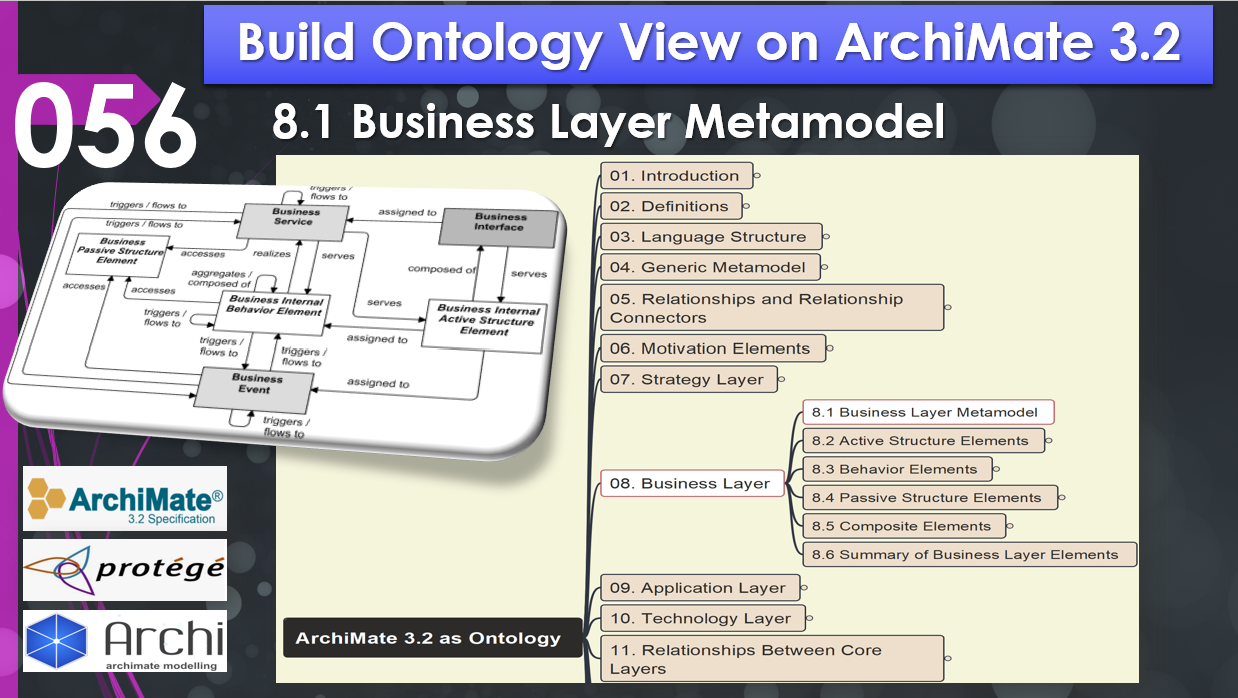 Build Ontology View on ArchiMate 3.2
056
8.1 Business Layer Metamodel
triggers /
flows to
triggers / flows to
Business
Service
assigned to
Business
Interface
triggers / flows to
Business
Passive Structure
Element
accesses
realizes
serves
composed of
serves
aggregates /
composed of
accesses
accesses
Business Internal
Behavior Element
serves
Business Internal
Active Structure
Element
triggers /
flows to
assigned to
triggers /
flows to
triggers /
flows to
Business
Event
assigned to
triggers /
flows to
01. Introduction
02. Definitions
03. Language Structure
04. Generic Metamodel
05. Relationships and Relationship
Connectors
06. Motivation Elements
07. Strategy Layer
08. Business Layer
8.1 Business Layer Metamodel
8.2 Active Structure Elements
8.3 Behavior Elements
8.4 Passive Structure Elements
8.5 Composite Elements
8.6 Summary of Business Layer Elements
09. Application Layer
10. Technology Layer
ArchiMate 3.2 as Ontology
11. Relationships Between Core
Layers
ArchiMate®
3.2 Specification
protégé
Archi
archimate modelling